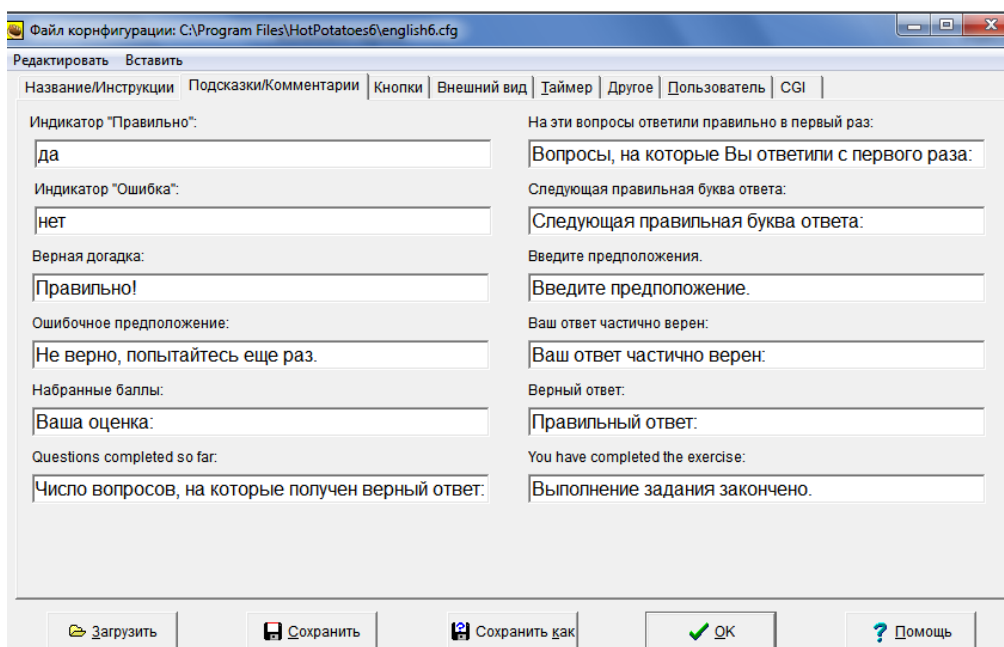 Файл корнфигурации: C:\Program Files\HotPotatoes6\english6.cfg
Редактировать Вставить
Название/Инструкции Подсказки/Комментарии Кнопки Внешний вид Таймер Другое Пользователь CGI
Индикатор "Правильно":
да
Индикатор "Ошибка":
нет
Верная догадка:
Правильно!
Ошибочное предположение:
Не верно, попытайтесь еще раз.
Набранные баллы:
Ваша оценка:
Questions completed so far:
Число вопросов, на которые получен верный ответ:
На эти вопросы ответили правильно в первый раз:
Вопросы, на которые Вы ответили с первого раза:
Следующая правильная буква ответа:
Следующая правильная буква ответа:
Введите предположения.
Введите предположение.
Ваш ответ частично верен:
Ваш ответ частично верен:
Верный ответ:
Правильный ответ:
You have completed the exercise:
Выполнение задания закончено.
Загрузить Сохранить Сохранить как OK Помощь